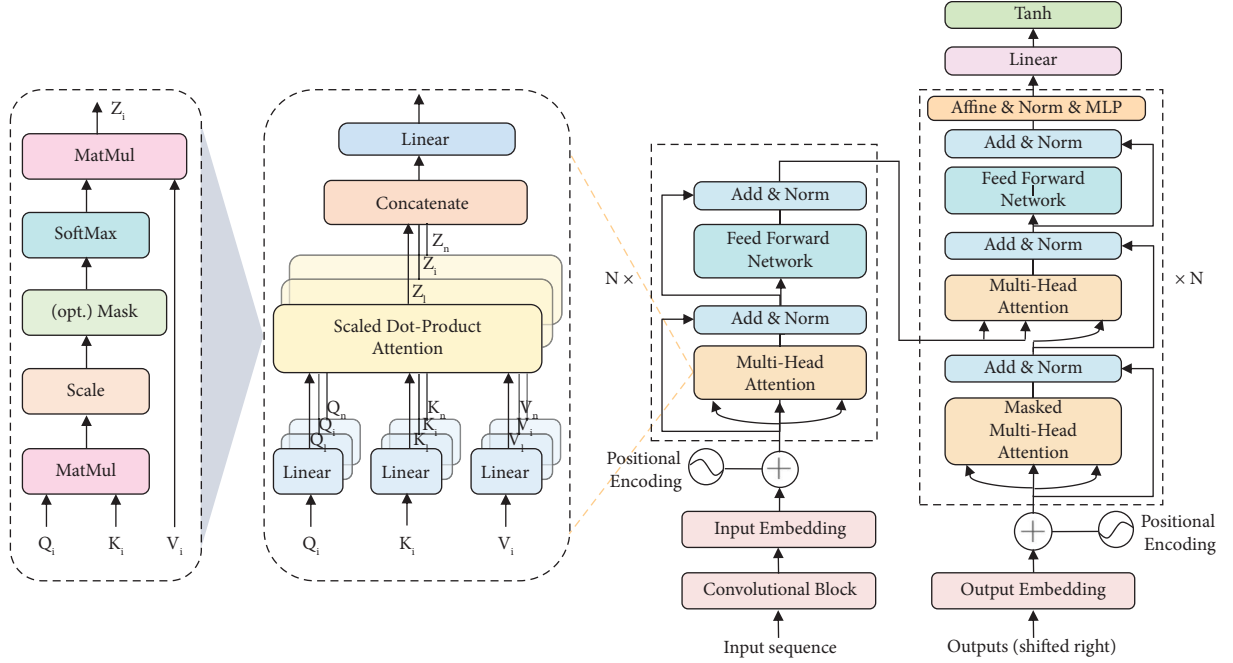 Z_i
MatMul
SoftMax
(opt.) Mask
Scale
MatMul
Q_i K_i V_i
Linear
Concatenate
Z_n
Z_i
Z_1
Scaled Dot-Product
Attention
Q_n K_n V_n
Q_i K_i V_i
Q_1 K_1 V_1
Linear Linear Linear
Q_i K_i V_i
N ×
Add & Norm
Feed Forward
Network
Add & Norm
Multi-Head
Attention
Positional
Encoding
Input Embedding
Convolutional Block
Input sequence
Tanh
Linear
Affine & Norm & MLP
Add & Norm
Feed Forward
Network
Add & Norm
Multi-Head
Attention
× N
Add & Norm
Masked
Multi-Head
Attention
Positional
Encoding
Output Embedding
Outputs (shifted right)